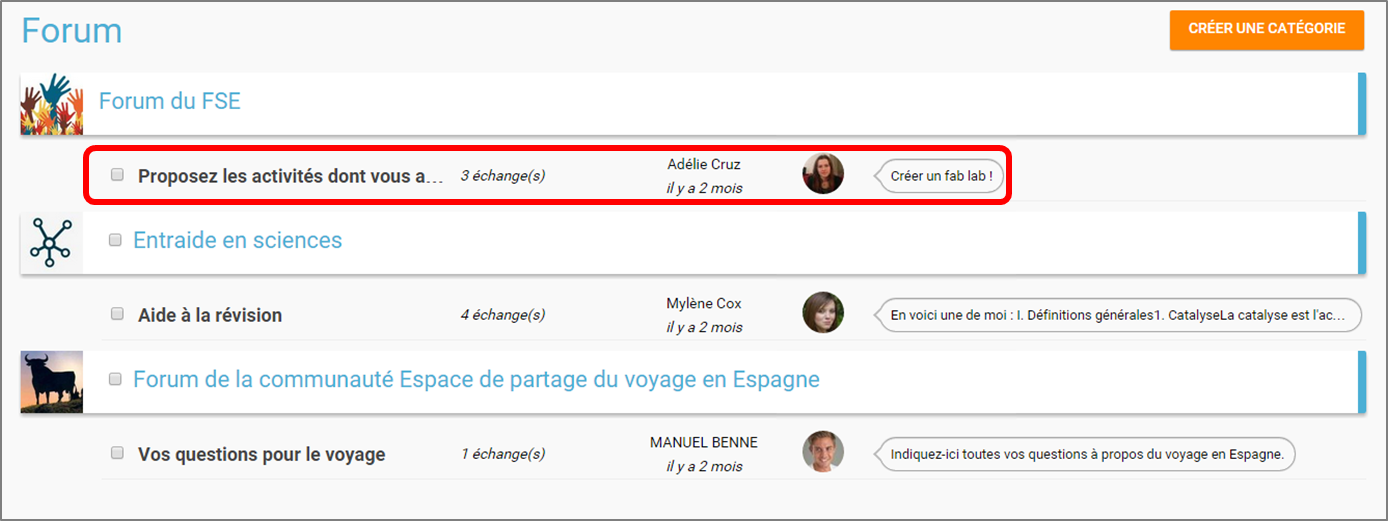 Forum
CRÉER UNE CATÉGORIE
Forum du FSE
Proposez les activités dont vous a...
3 échange(s)
Adélie Cruz
il y a 2 mois
Créer un fab lab !
Entraide en sciences
Aide à la révision
4 échange(s)
Mylène Cox
il y a 2 mois
En voici une de moi : I. Définitions générales1. CatalyseLa catalyse est l'ac...
Forum de la communauté Espace de partage du voyage en Espagne
Vos questions pour le voyage
1 échange(s)
MANUEL BENNE
il y a 2 mois
Indiquez-ici toutes vos questions à propos du voyage en Espagne.